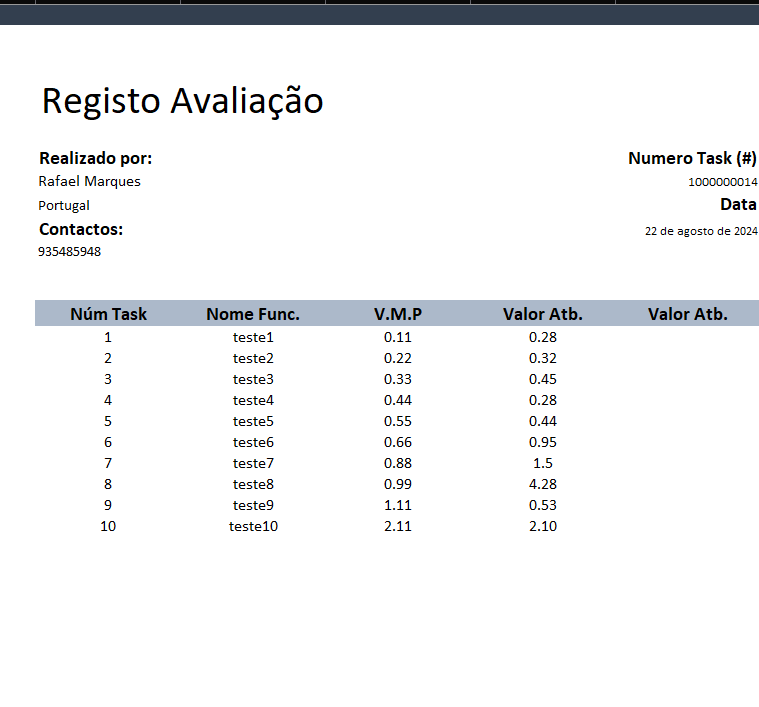 Registo Avaliação
Realizado por: Numero Task (#)
Rafael Marques 1000000014
Portugal Data
Contactos: 22 de agosto de 2024
935485948
Núm Task Nome Func. V.M.P Valor Atb. Valor Atb.
1 teste1 0.11 0.28
2 teste2 0.22 0.32
3 teste3 0.33 0.45
4 teste4 0.44 0.28
5 teste5 0.55 0.44
6 teste6 0.66 0.95
7 teste7 0.88 1.5
8 teste8 0.99 4.28
9 teste9 1.11 0.53
10 teste10 2.11 2.10